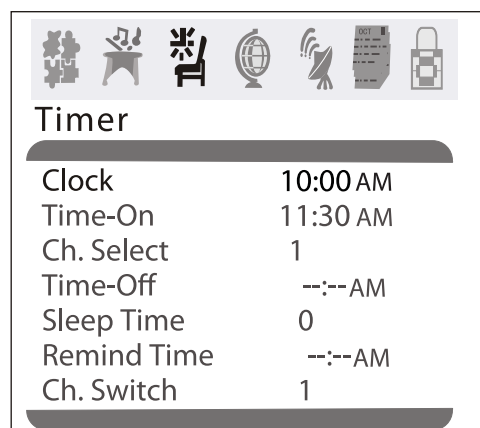 OCT
Timer
Clock 10:00 AM
Time-On 11:30 AM
Ch. Select 1
Time-Off --:-- AM
Sleep Time 0
Remind Time --:-- AM
Ch. Switch 1